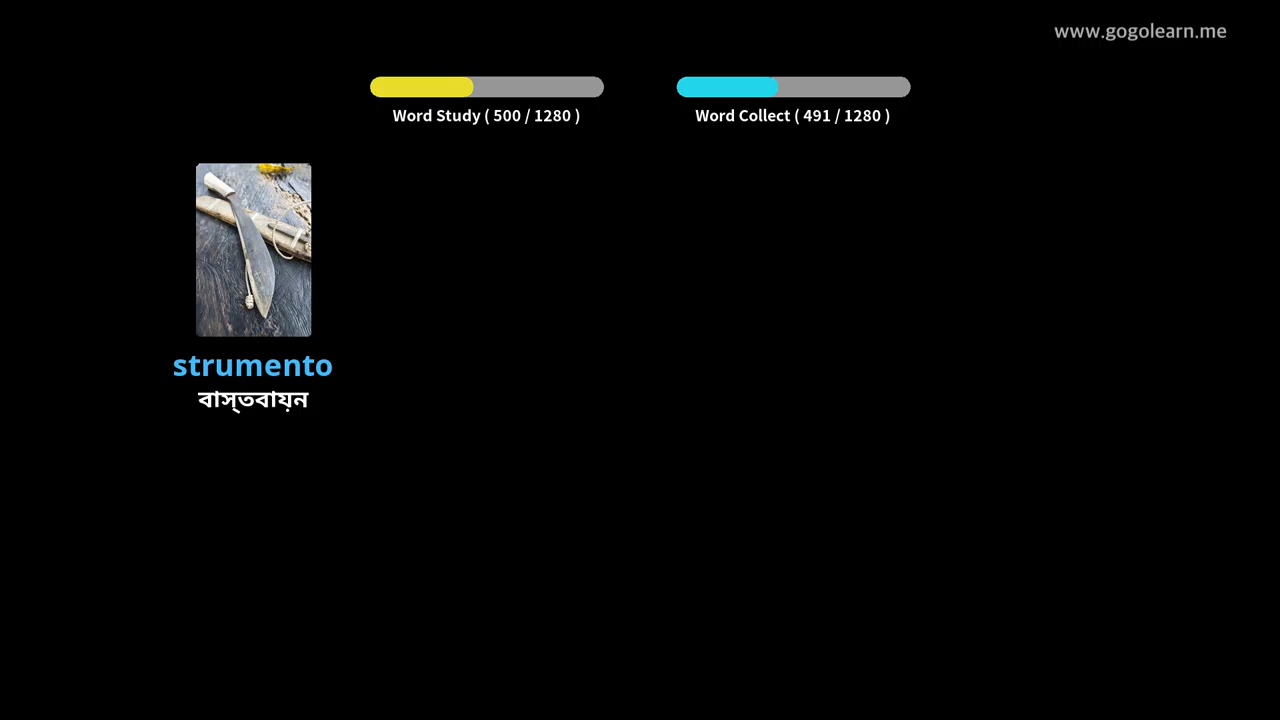 www.gogolearn.me
Word Study ( 500 / 1280 )
Word Collect ( 491 / 1280 )
strumento
বাস্তবায়ন